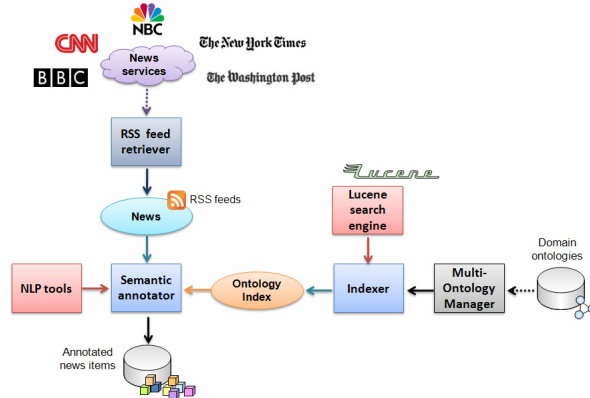 NBC
CNN
The New York Times
News
services
BBC
The Washington Post
RSS feed
retriever
Lucene
RSS feeds
News
Lucene
search
engine
Domain
ontologies
NLP tools
Semantic
annotator
Ontology
Index
Indexer
Multi-
Ontology
Manager
Annotated
news items